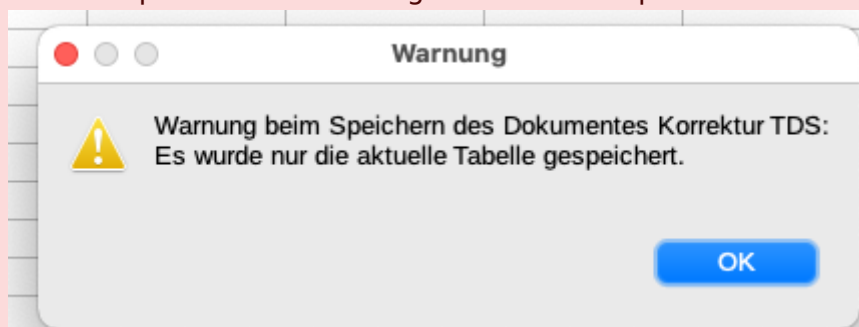 Warnung
Warnung beim Speichern des Dokumentes Korrektur TDS:
Es wurde nur die aktuelle Tabelle gespeichert.
OK